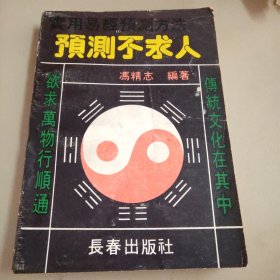 實用易經預測方法
預測不求人
馮精志 編著
傳統文化在其中
欲求萬物行順通
長春出版社